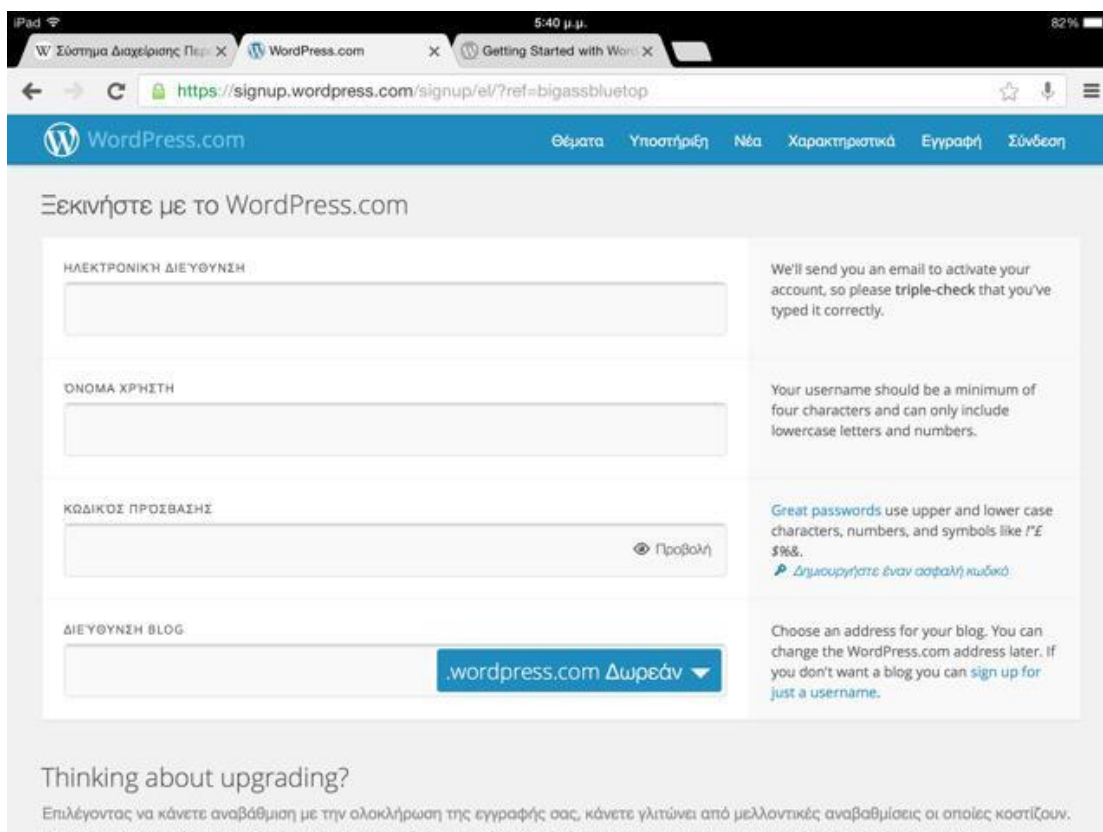 iPad 5:40 μ.μ. 82%
Σύστημα Διαχείρισης Περι WordPress.com Getting Started with Word
https://signup.wordpress.com/signup/el/?ref=bigassbluetop
WordPress.com Θέματα Υποστήριξη Νέα Χαρακτηριστικά Εγγραφή Σύνδεση
Ξεκινήστε με το WordPress.com
ΗΛΕΚΤΡΟΝΙΚΉ ΔΙΕΎΘΥΝΣΗ
We'll send you an email to activate your
account, so please triple-check that you've
typed it correctly.
ΌΝΟΜΑ ΧΡΉΣΤΗ
Your username should be a minimum of
four characters and can only include
lowercase letters and numbers.
ΚΩΔΙΚΌΣ ΠΡΌΣΒΑΣΗΣ
Προβολή
Great passwords use upper and lower case
characters, numbers, and symbols like !"£
$%&.
Δημιουργήστε έναν ασφαλή κωδικό
ΔΙΕΎΘΥΝΣΗ BLOG
.wordpress.com Δωρεάν
Choose an address for your blog. You can
change the WordPress.com address later. If
you don't want a blog you can sign up for
just a username.
Thinking about upgrading?
Επιλέγοντας να κάνετε αναβάθμιση με την ολοκλήρωση της εγγραφής σας, κάνετε γλιτώνει από μελλοντικές αναβαθμίσεις οι οποίες κοστίζουν.